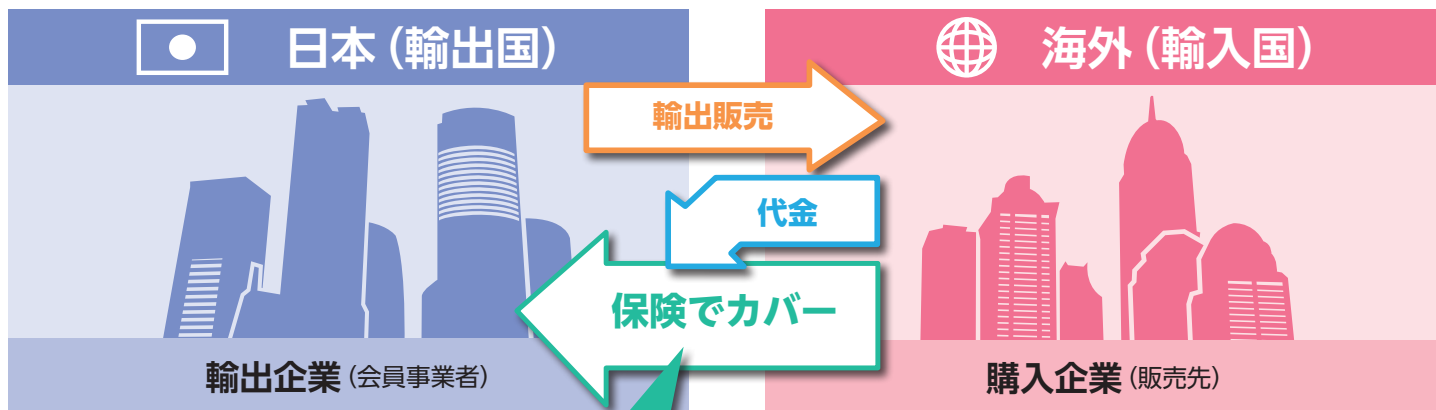 日本（輸出国）
海外（輸入国）
輸出販売
代金
保険でカバー
輸出企業（会員事業者）
購入企業（販売先）